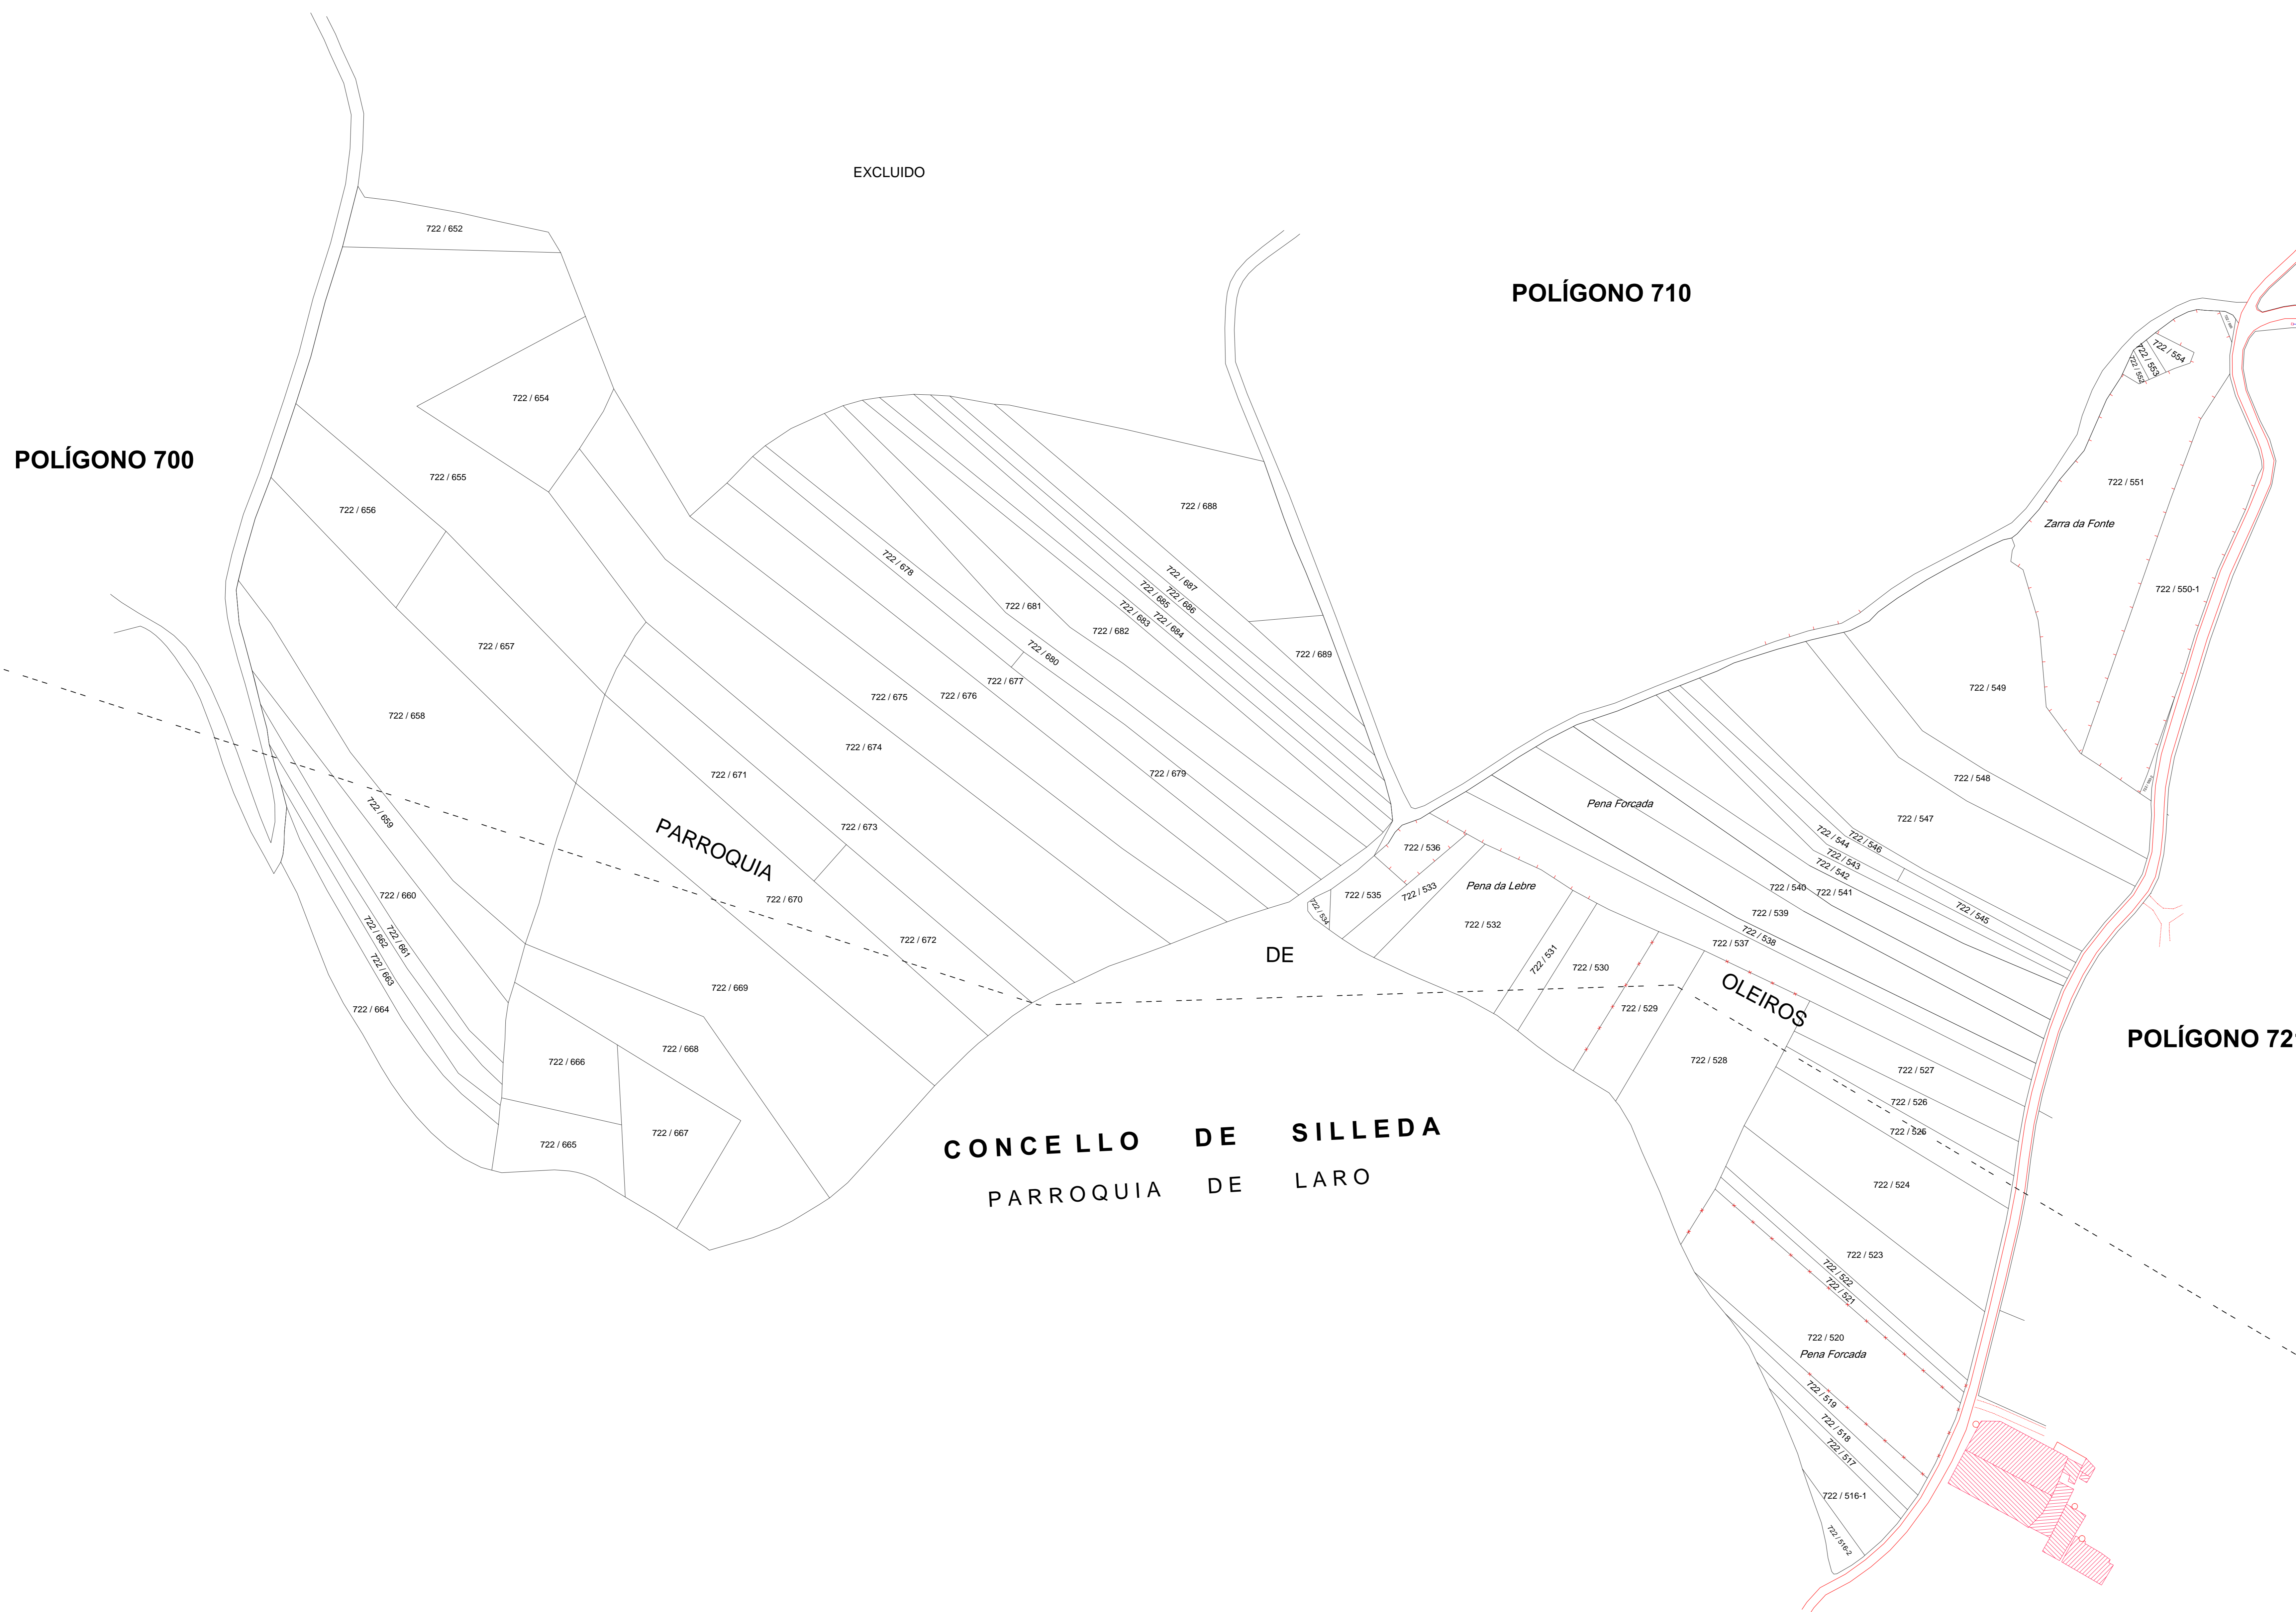 EXCLUIDO
POLÍGONO 710
POLÍGONO 700
722 / 652
722 / 654
722 / 655
722 / 656
722 / 657
722 / 658
722 / 659
722 / 660
722 / 661
722 / 662
722 / 663
722 / 664
722 / 665
722 / 666
722 / 667
722 / 668
722 / 669
722 / 670
722 / 671
722 / 672
722 / 673
722 / 674
722 / 675
722 / 676
722 / 677
722 / 678
722 / 679
722 / 680
722 / 681
722 / 682
722 / 683
722 / 684
722 / 685
722 / 686
722 / 687
722 / 688
722 / 689
PARROQUIA
DE
OLEIROS
722 / 554
722 / 553
722 / 552
722 / 551
Zarra da Fonte
722 / 550-1
722 / 549
722 / 548
722 / 547
722 / 546
722 / 544
722 / 543
722 / 542
722 / 545
Pena Forcada
722 / 540
722 / 541
722 / 539
722 / 538
722 / 537
722 / 536
722 / 535
722 / 534
722 / 533
Pena da Lebre
722 / 532
722 / 531
722 / 530
722 / 529
722 / 528
722 / 527
722 / 526
722 / 525
722 / 524
722 / 523
722 / 522
722 / 521
722 / 520
Pena Forcada
722 / 519
722 / 518
722 / 517
722 / 516-1
722 / 516-2
POLÍGONO 72
CONCELLO DE SILLEDA
PARROQUIA DE LARO